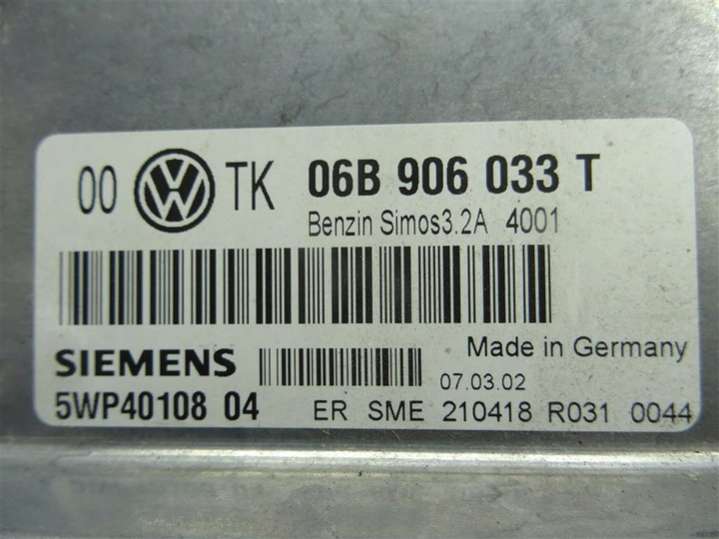 00 VW TK 06B 906 033 T
Benzin Simos3.2A 4001
SIEMENS Made in Germany
07.03.02
5WP40108 04 ER SME 210418 R031 0044